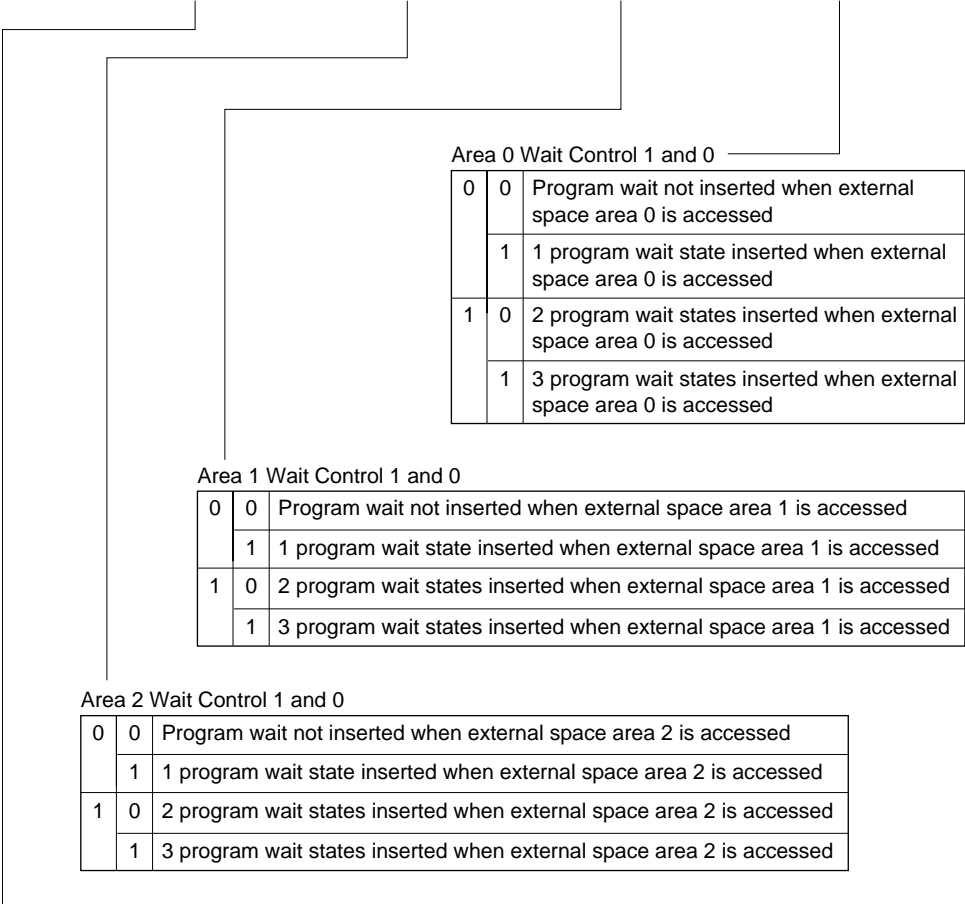 Area 0 Wait Control 1 and 0
0 0 Program wait not inserted when external
space area 0 is accessed
1 1 program wait state inserted when external
space area 0 is accessed
1 0 2 program wait states inserted when external
space area 0 is accessed
1 3 program wait states inserted when external
space area 0 is accessed
Area 1 Wait Control 1 and 0
0 0 Program wait not inserted when external space area 1 is accessed
1 1 program wait state inserted when external space area 1 is accessed
1 0 2 program wait states inserted when external space area 1 is accessed
1 3 program wait states inserted when external space area 1 is accessed
Area 2 Wait Control 1 and 0
0 0 Program wait not inserted when external space area 2 is accessed
1 1 program wait state inserted when external space area 2 is accessed
1 0 2 program wait states inserted when external space area 2 is accessed
1 3 program wait states inserted when external space area 2 is accessed